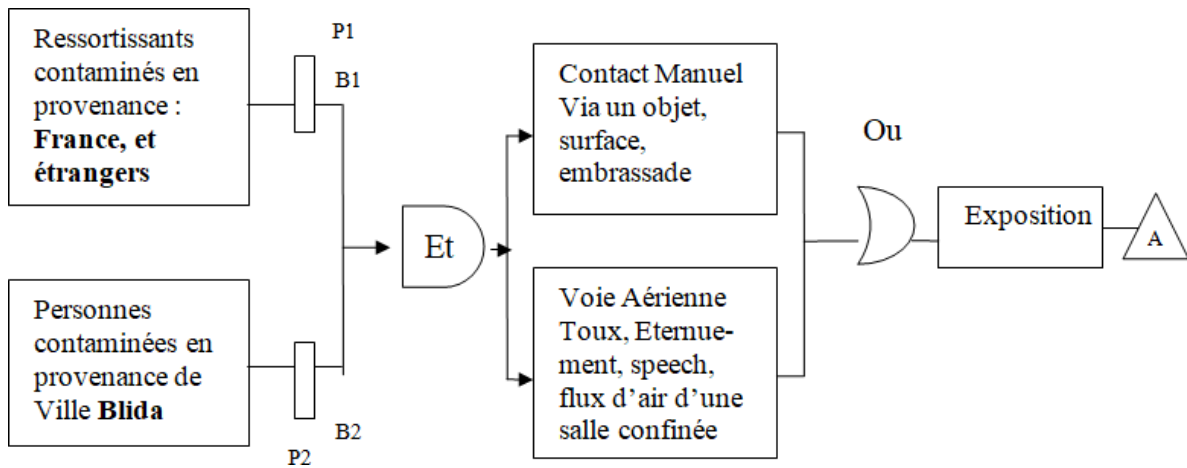 Ressortissants
contaminés en
provenance :
France, et
étrangers
P1
B1
Personnes
contaminées en
provenance de
Ville Blida
B2
P2
Et
Contact Manuel
Via un objet,
surface,
embrassade
Voie Aérienne
Toux, Eternue-
ment, speech,
flux d’air d’une
salle confinée
Ou
Exposition
A